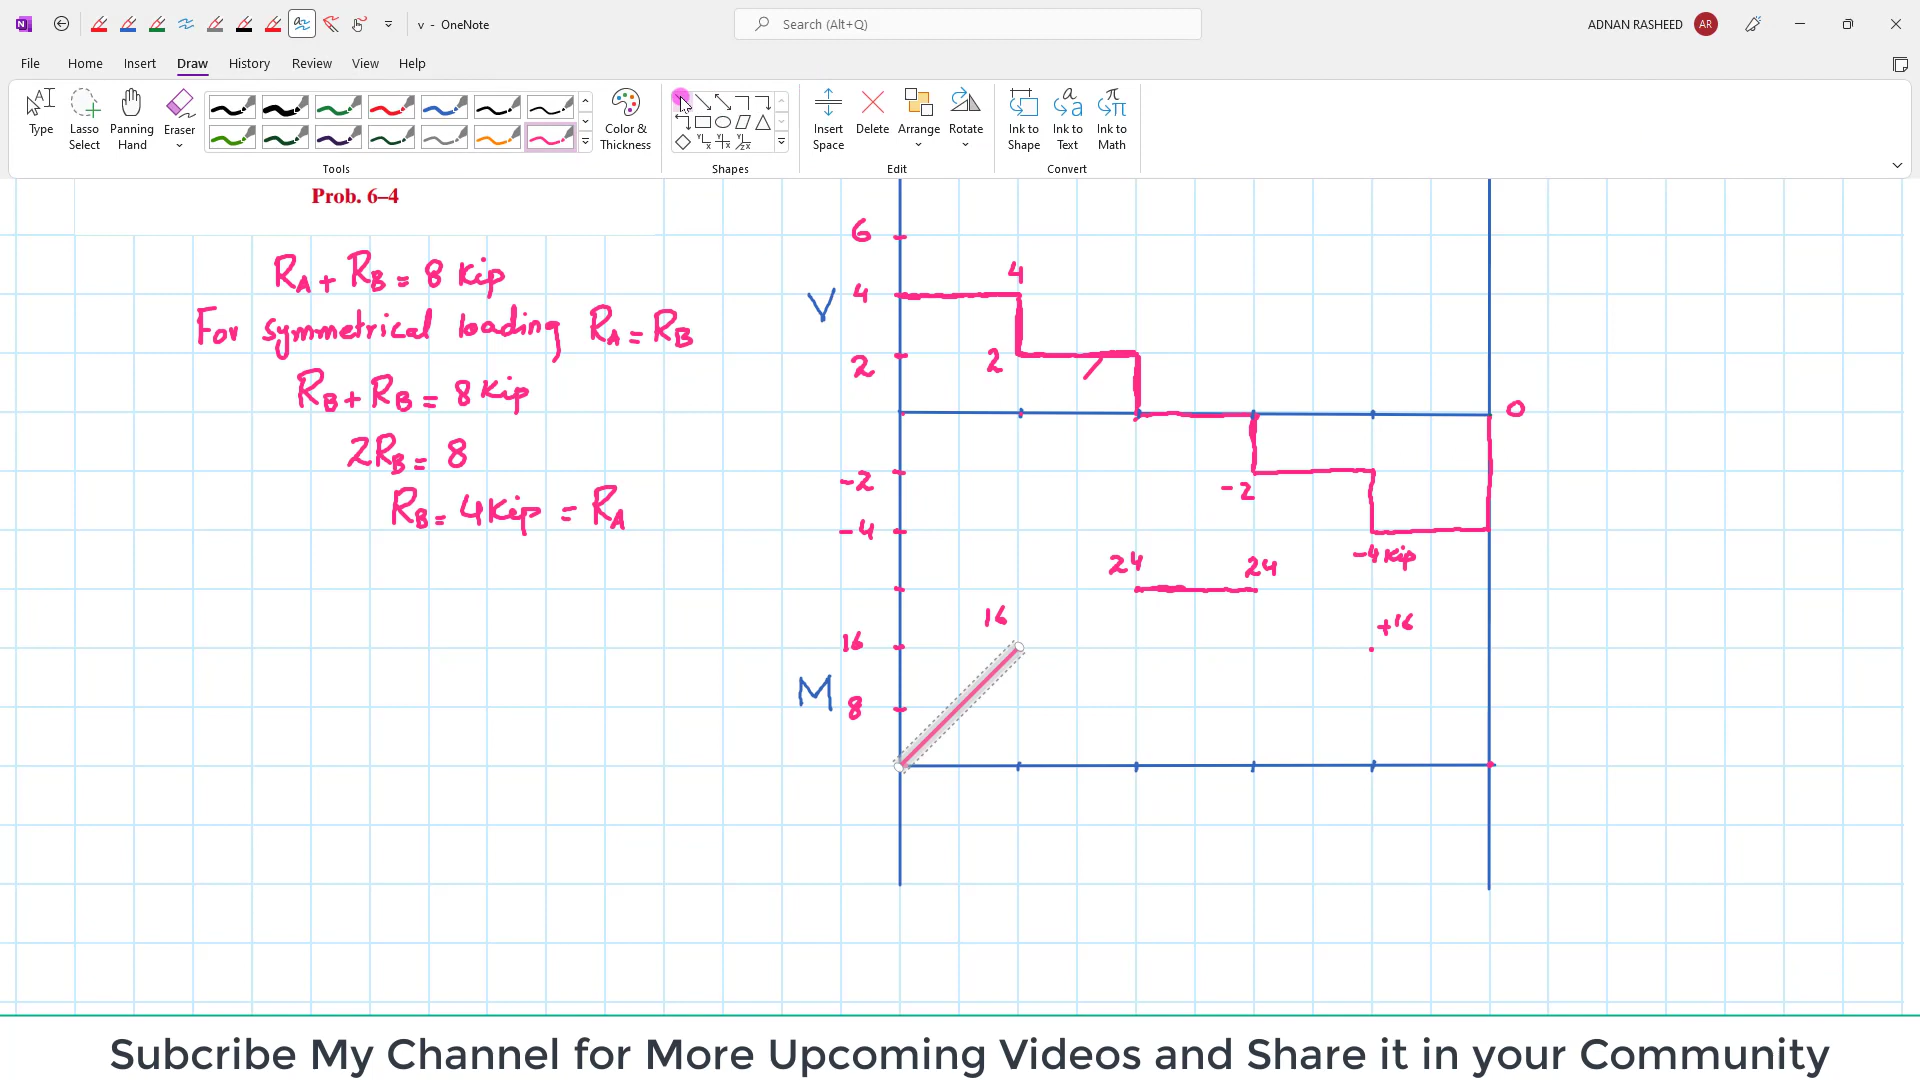 v - OneNote
Search (Alt+Q)
ADNAN RASHEED AR
File Home Insert Draw History Review View Help
Type
Lasso Select
Panning Hand
Eraser
Color & Thickness
Insert Space
Delete
Arrange
Rotate
Ink to Shape
Ink to Text
Ink to Math
Tools
Shapes
Edit
Convert
Prob. 6–4
RA + RB = 8 Kip
For symmetrical loading RA = RB
RB + RB = 8 Kip
2RB = 8
RB = 4 Kip = RA
6
V 4
2
-2
-4
4
2
0
-2
-4 Kip
24 24
16
+16
16
M 8
Subcribe My Channel for More Upcoming Videos and Share it in your Community